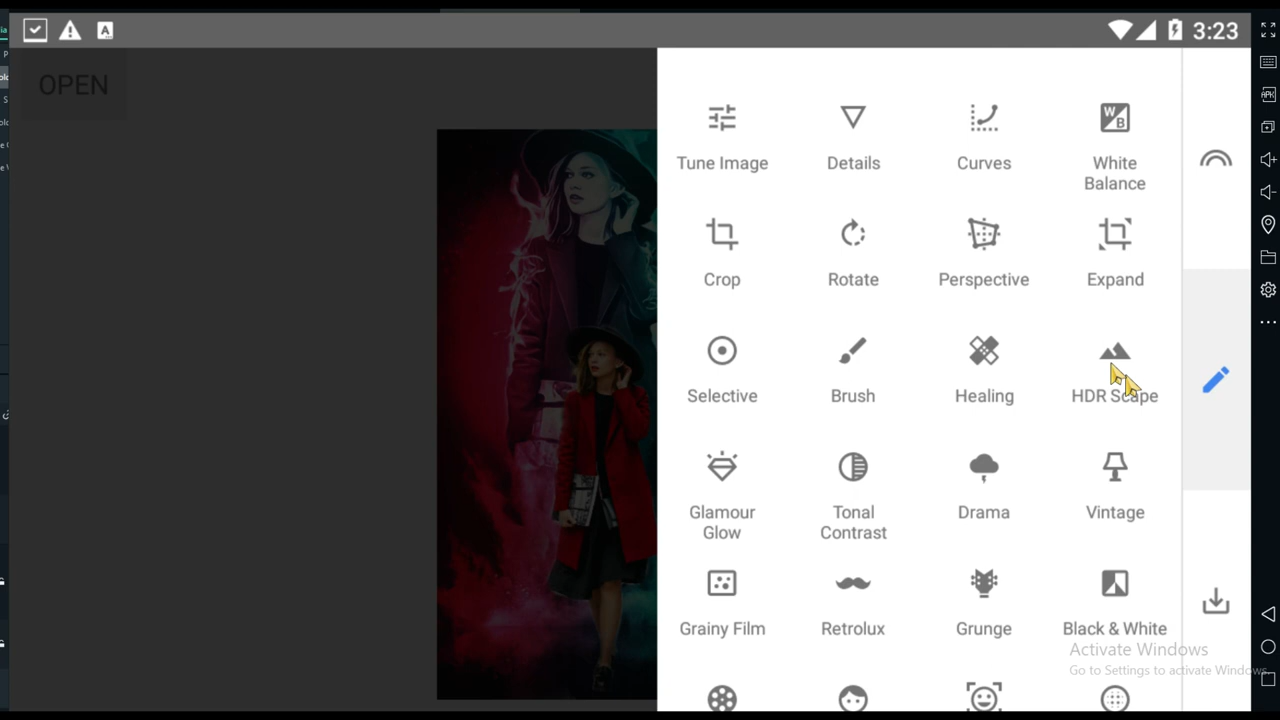 3:23
OPEN
Tune Image
Details
Curves
White
Balance
Crop
Rotate
Perspective
Expand
Selective
Brush
Healing
HDR Scape
Glamour
Glow
Tonal
Contrast
Drama
Vintage
Grainy Film
Retrolux
Grunge
Black & White
Activate Windows
Go to Settings to activate Windows.